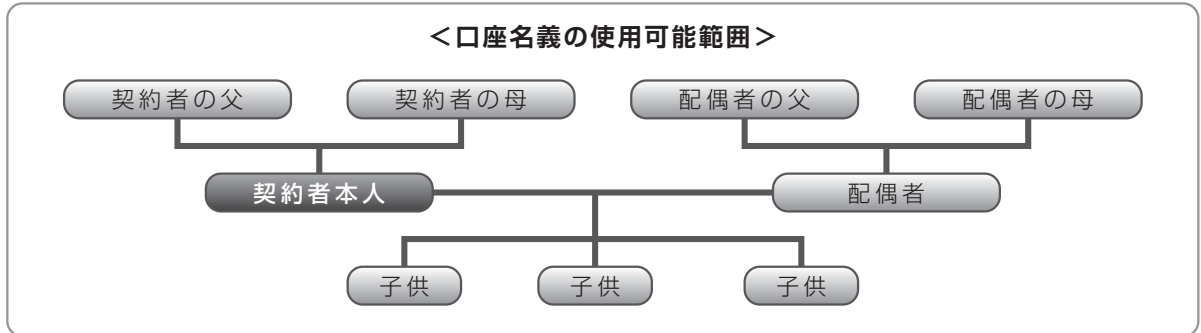 ＜口座名義の使用可能範囲＞
契約者の父
契約者の母
配偶者の父
配偶者の母
契約者本人
配偶者
子供
子供
子供